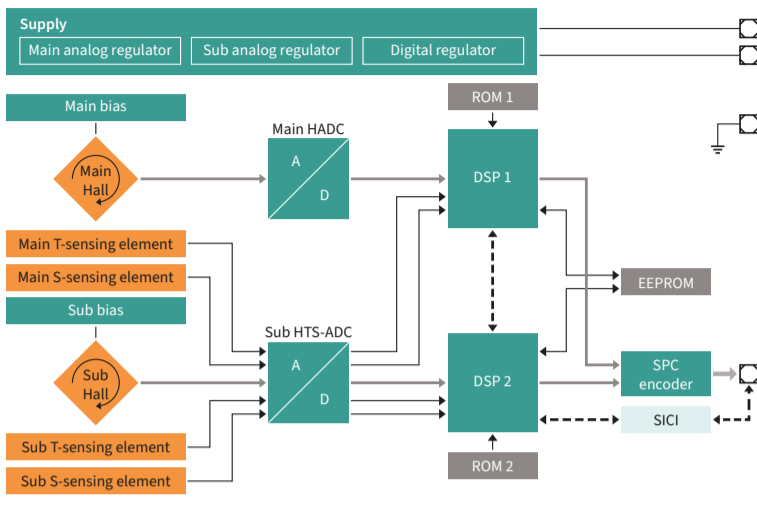 Supply
Main analog regulator
Sub analog regulator
Digital regulator
Main bias
ROM 1
Main HADC
Main
Hall
A
D
DSP 1
Main T-sensing element
Main S-sensing element
EEPROM
Sub bias
Sub HTS-ADC
Sub
Hall
A
D
DSP 2
SPC
encoder
SICI
Sub T-sensing element
ROM 2
Sub S-sensing element